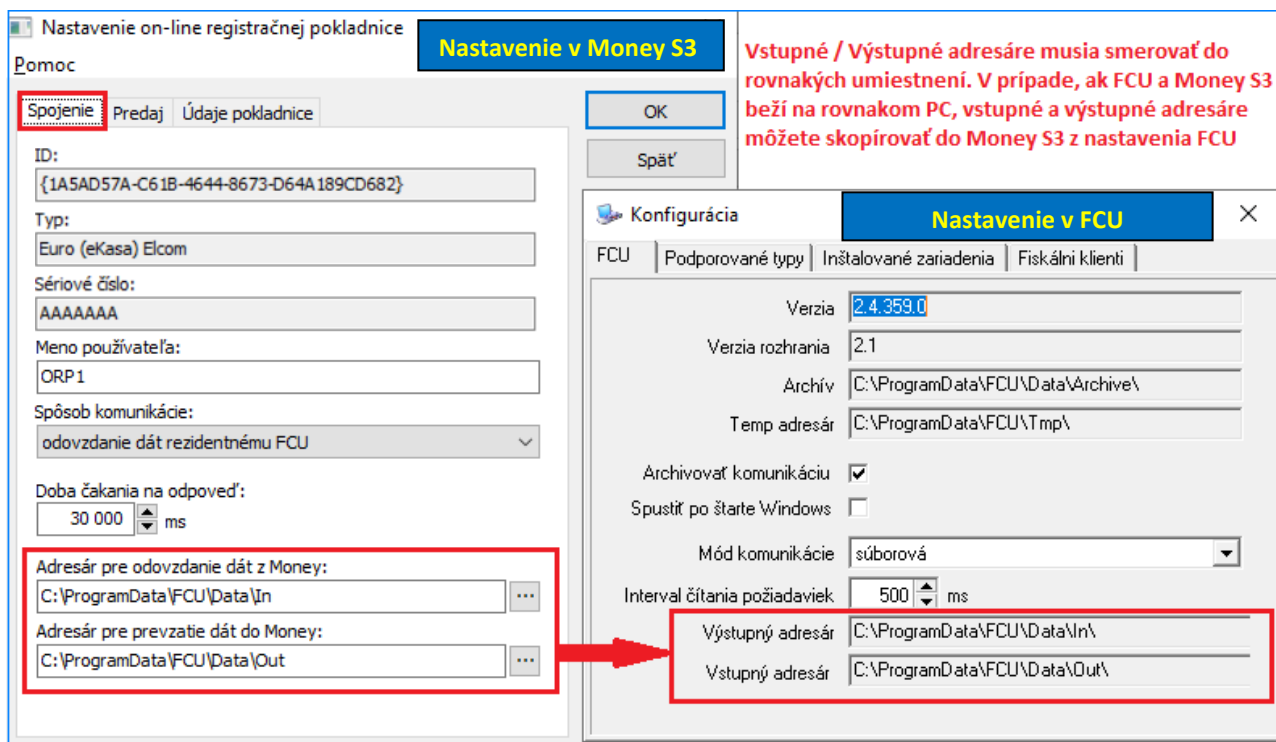 Nastavenie on-line registračnej pokladnice
Nastavenie v Money S3
Pomoc
Spojenie Predaj Údaje pokladnice
OK
Späť
ID:
{1A5AD57A-C61B-4644-8673-D64A189CD682}
Typ:
Euro (eKasa) Elcom
Sériové číslo:
AAAAAAA
Meno používateľa:
ORP1
Spôsob komunikácie:
odovzdanie dát rezidentnému FCU
Doba čakania na odpoveď:
30 000 ms
Adresár pre odovzdanie dát z Money:
C:\ProgramData\FCU\Data\In
...
Adresár pre prevzatie dát do Money:
C:\ProgramData\FCU\Data\Out
...
Vstupné / Výstupné adresáre musia smerovať do
rovnakých umiestnení. V prípade, ak FCU a Money S3
beží na rovnakom PC, vstupné a výstupné adresáre
môžete skopírovať do Money S3 z nastavenia FCU
Konfigurácia
Nastavenie v FCU
FCU Podporované typy Inštalované zariadenia Fiskálni klienti
Verzia 2.4.359.0
Verzia rozhrania 2.1
Archív C:\ProgramData\FCU\Data\Archive\
Temp adresár C:\ProgramData\FCU\Tmp\
Archivovať komunikáciu
Spustiť po štarte Windows
Mód komunikácie súborová
Interval čítania požiadaviek 500 ms
Výstupný adresár C:\ProgramData\FCU\Data\In\
Vstupný adresár C:\ProgramData\FCU\Data\Out\